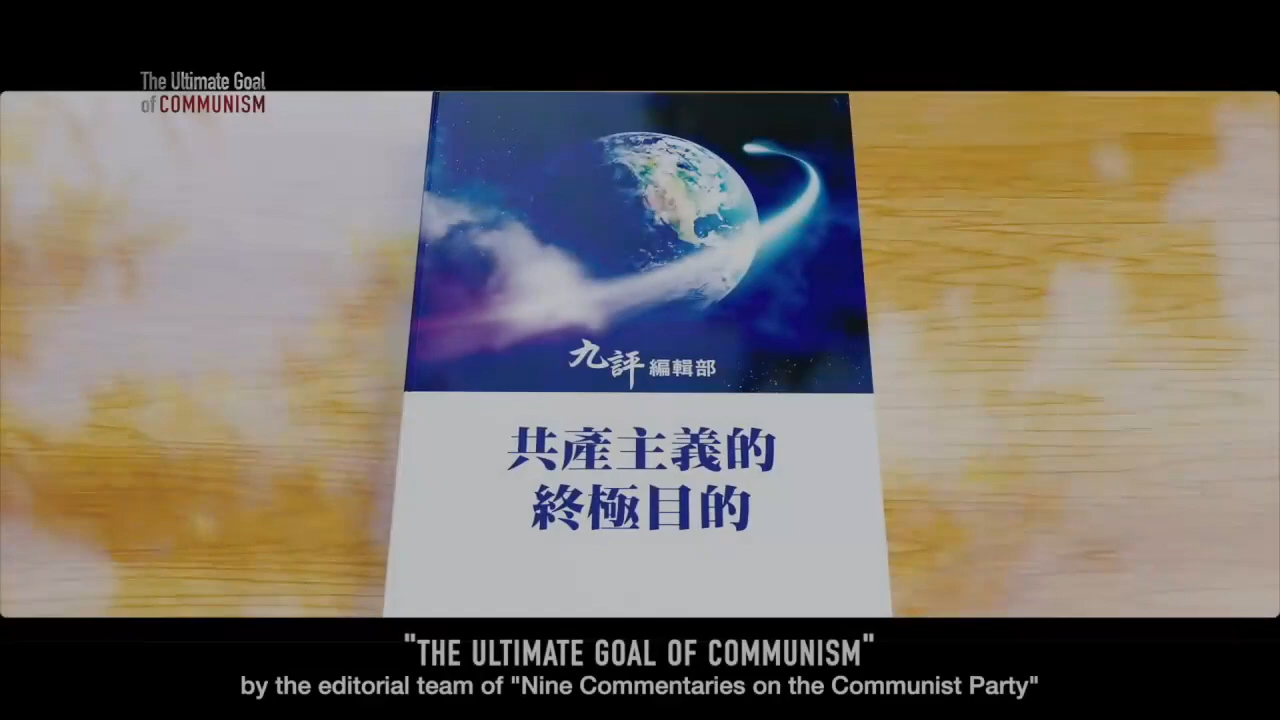 The Ultimate Goal
of COMMUNISM
九評編輯部
共產主義的
終極目的
"THE ULTIMATE GOAL OF COMMUNISM"
by the editorial team of "Nine Commentaries on the Communist Party"